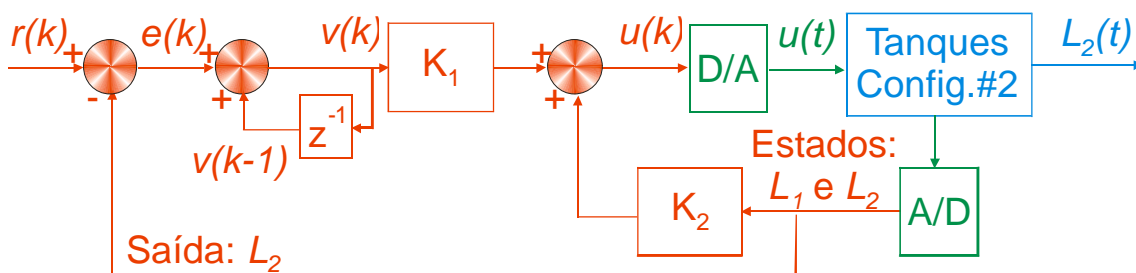 r(k)
+
-
e(k)
+
+
v(k)
K1
z-1
v(k-1)
+
+
u(k)
D/A
u(t)
Tanques
Config.#2
L2(t)
Estados:
L1 e L2
A/D
K2
Saída: L2